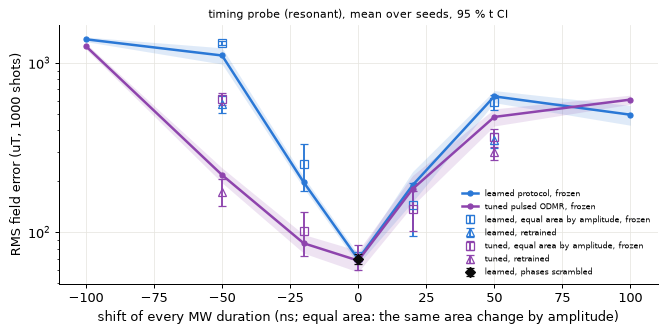 timing probe (resonant), mean over seeds, 95 % t CI
RMS field error (uT, 1000 shots)
10³
10²
learned protocol, frozen
tuned pulsed ODMR, frozen
learned, equal area by amplitude, frozen
learned, retrained
tuned, equal area by amplitude, frozen
tuned, retrained
learned, phases scrambled
−100 −75 −50 −25 0 25 50 75 100
shift of every MW duration (ns; equal area: the same area change by amplitude)